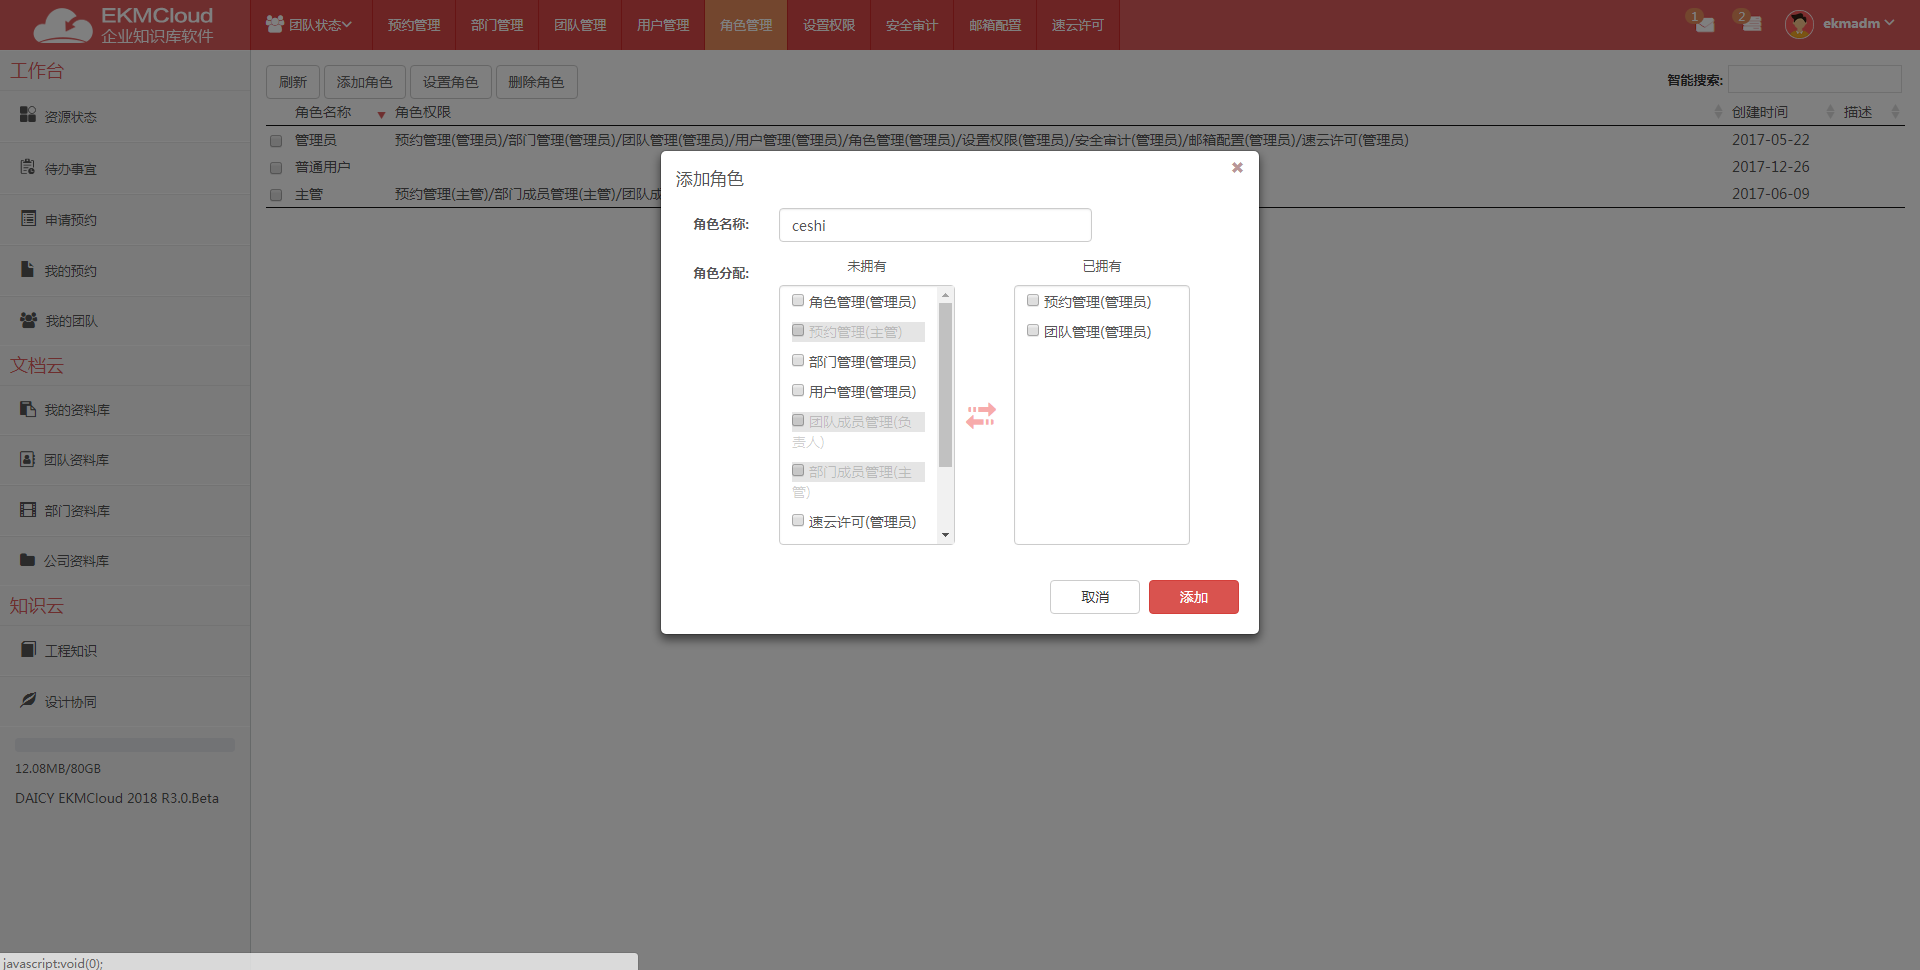 EKMCloud
企业知识库软件
团队状态
预约管理
部门管理
团队管理
用户管理
角色管理
设置权限
安全审计
邮箱配置
速云许可
1
2
ekmadm
工作台
资源状态
待办事宜
申请预约
我的预约
我的团队
文档云
我的资料库
团队资料库
部门资料库
公司资料库
知识云
工程知识
设计协同
12.08MB/80GB
DAICY EKMCloud 2018 R3.0.Beta
刷新
添加角色
设置角色
删除角色
智能搜索:
角色名称 角色权限 创建时间 描述
管理员 预约管理(管理员)/部门管理(管理员)/团队管理(管理员)/用户管理(管理员)/角色管理(管理员)/设置权限(管理员)/安全审计(管理员)/邮箱配置(管理员)/速云许可(管理员) 2017-05-22
普通用户 2017-12-26
主管 预约管理(主管)/部门成员管理(主管)/团队成 2017-06-09
添加角色
角色名称:
ceshi
角色分配:
未拥有
角色管理(管理员)
预约管理(主管)
部门管理(管理员)
用户管理(管理员)
团队成员管理(负
责人)
部门成员管理(主
管)
速云许可(管理员)
已拥有
预约管理(管理员)
团队管理(管理员)
取消
添加
javascript:void(0);